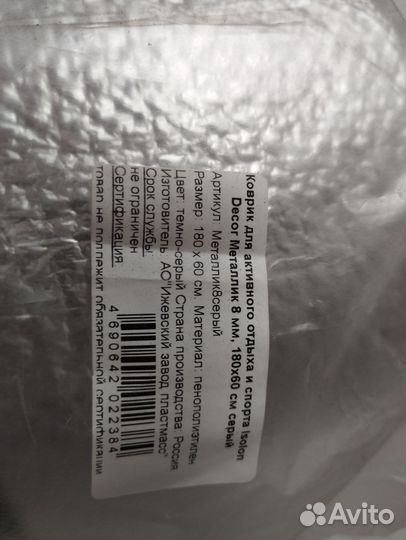 Коврик для активного отдыха и спорта Isolon
Decor Металлик 8 мм, 180x60 см серый
Артикул: Металлик8серый
Размер: 180 х 60 см Материал: пенополиэтилен
Цвет: темно-серый Страна производства: Россия
Изготовитель АО"Ижевский завод пластмасс"
Срок службы:
не ограничен
Сертификация:
товар не подлежит обязательной сертификации
4 690642 022384
Avito